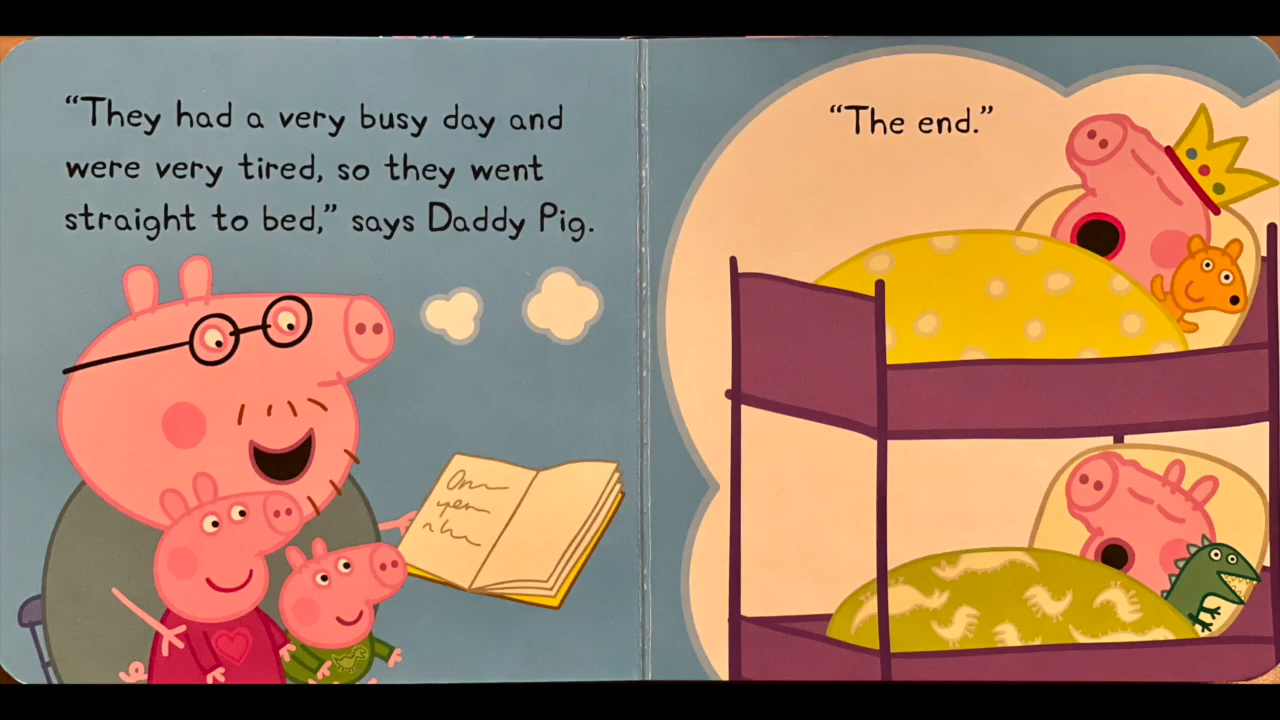 “They had a very busy day and
were very tired, so they went
straight to bed,” says Daddy Pig.
“The end.”